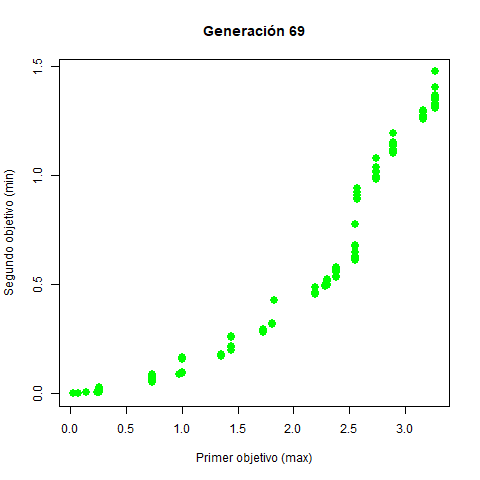 Generación 69
Segundo objetivo (min)
1.5
1.0
0.5
0.0
0.0 0.5 1.0 1.5 2.0 2.5 3.0
Primer objetivo (max)